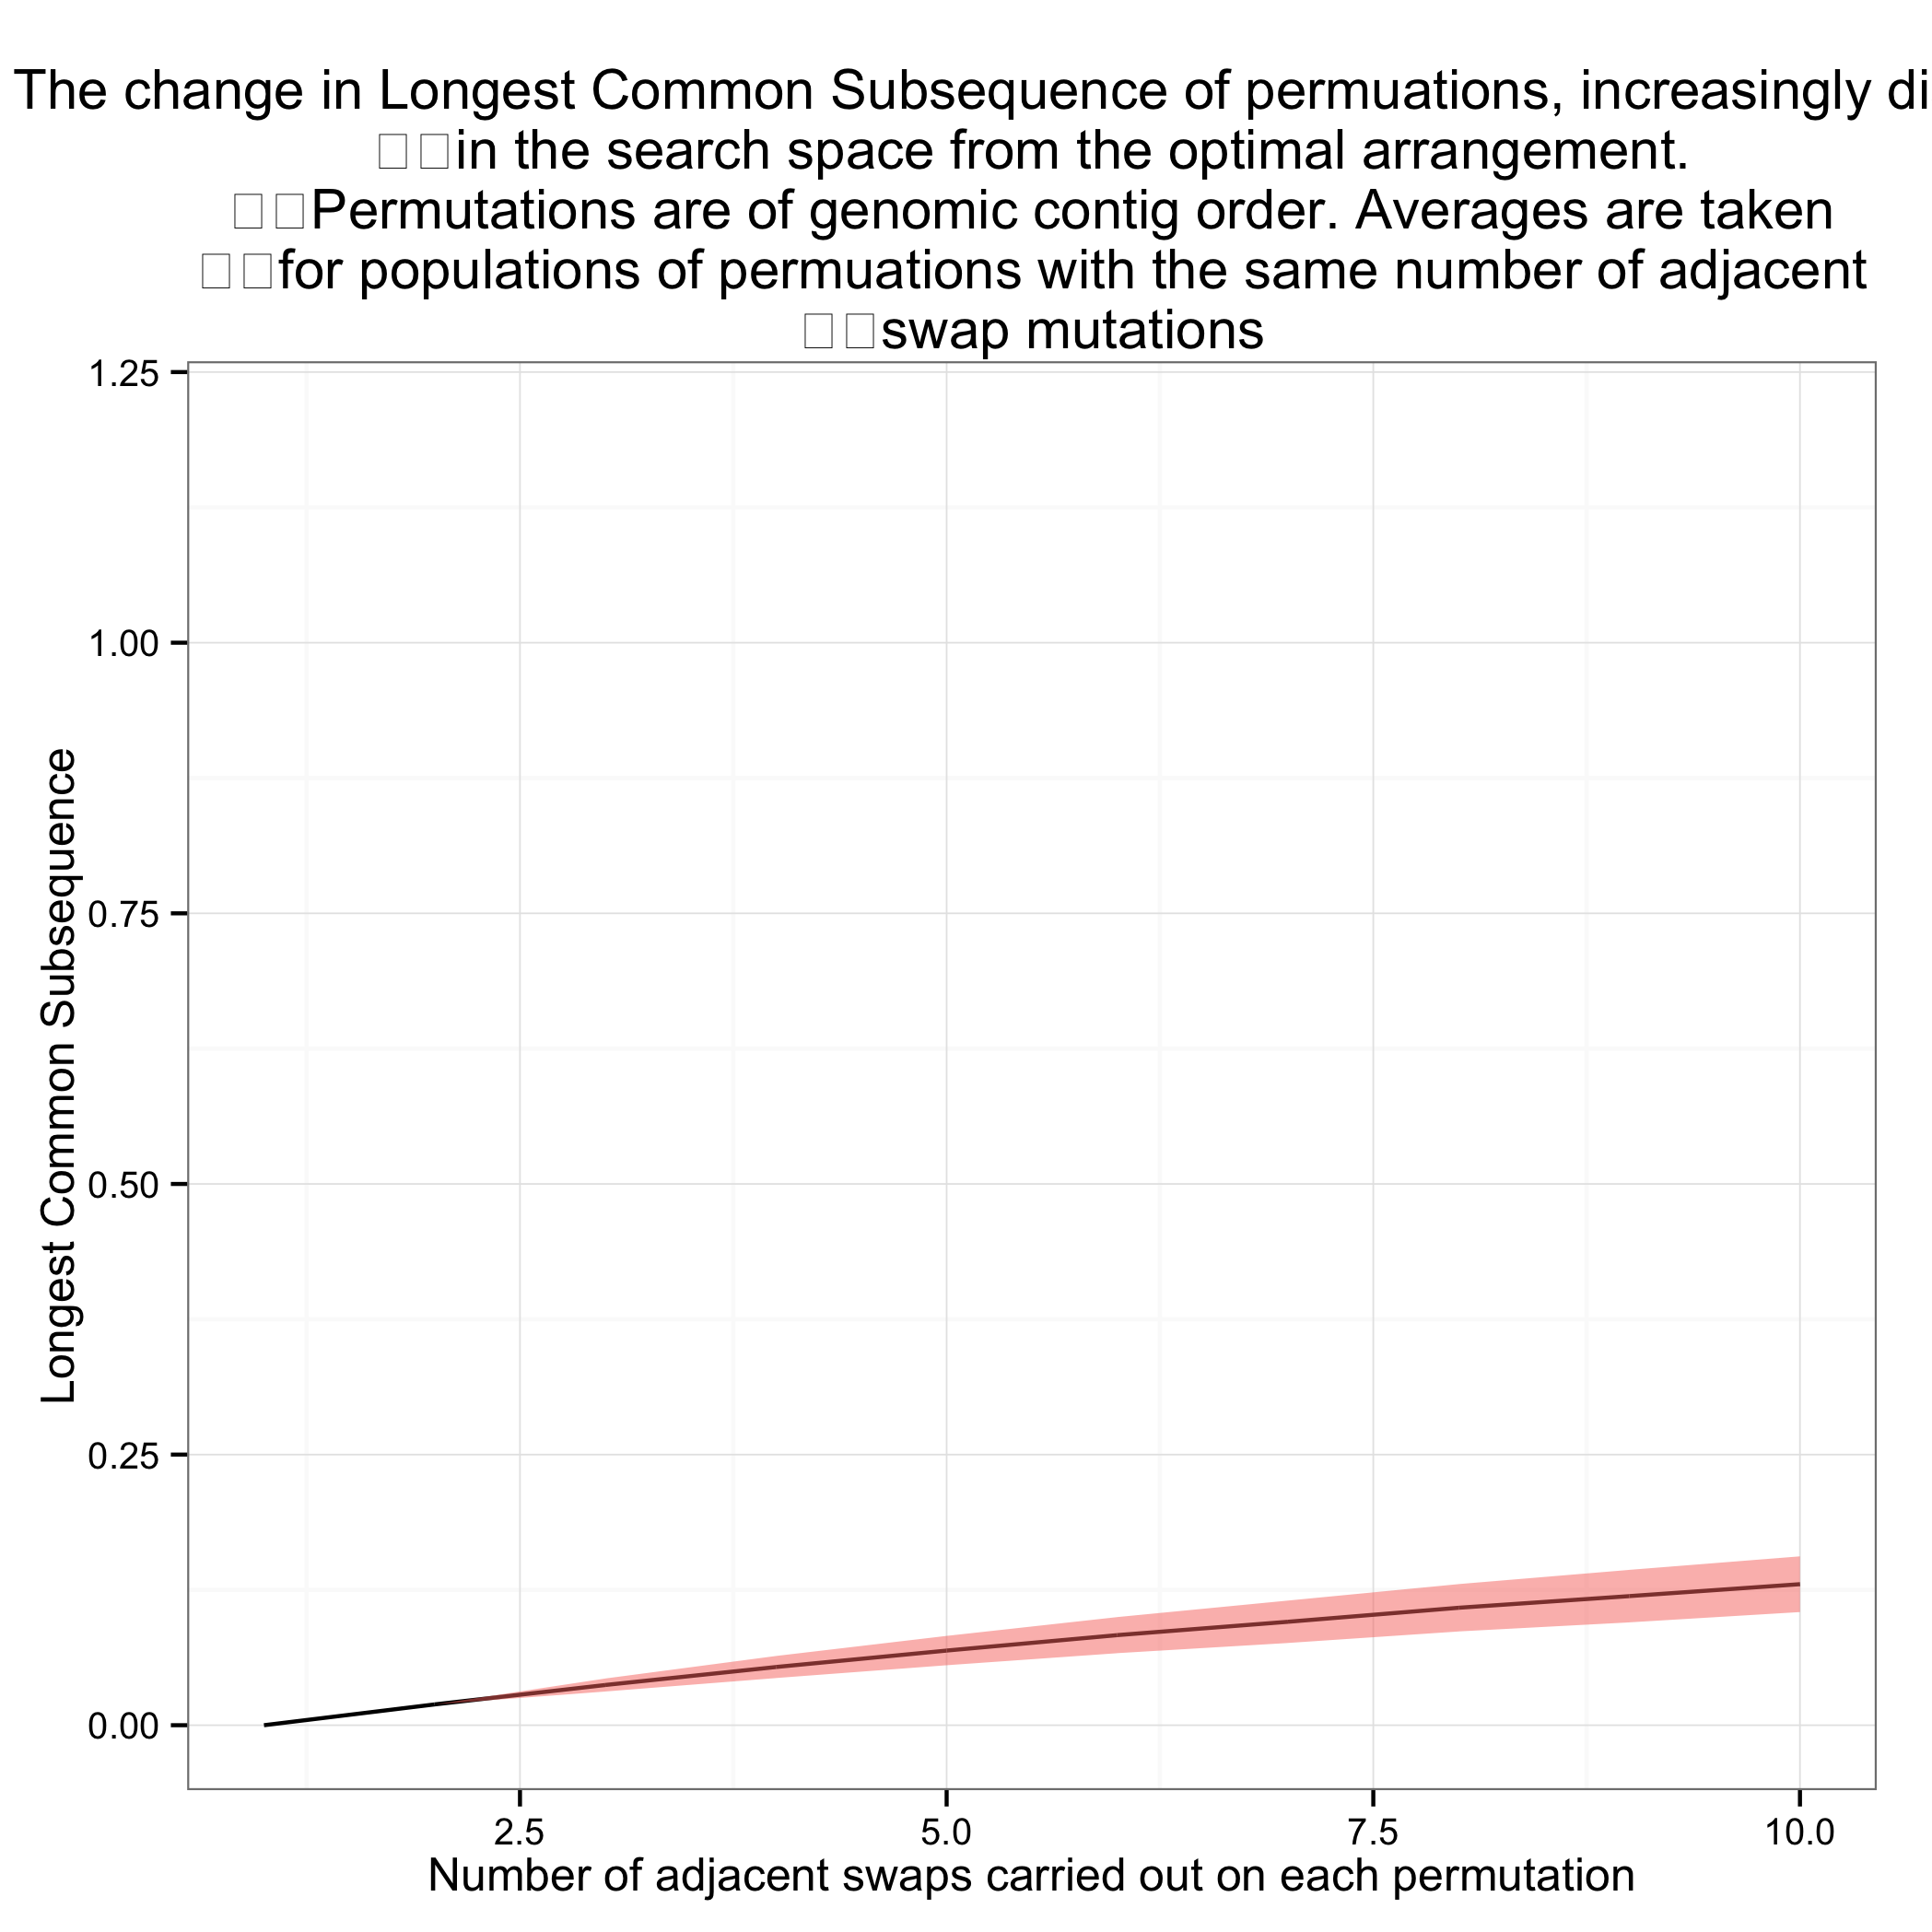 The change in Longest Common Subsequence of permuations, increasingly di
□□in the search space from the optimal arrangement.
□□Permutations are of genomic contig order. Averages are taken
□□for populations of permuations with the same number of adjacent
□□swap mutations
1.25
1.00
0.75
0.50
0.25
0.00
Longest Common Subsequence
2.5 5.0 7.5 10.0
Number of adjacent swaps carried out on each permutation